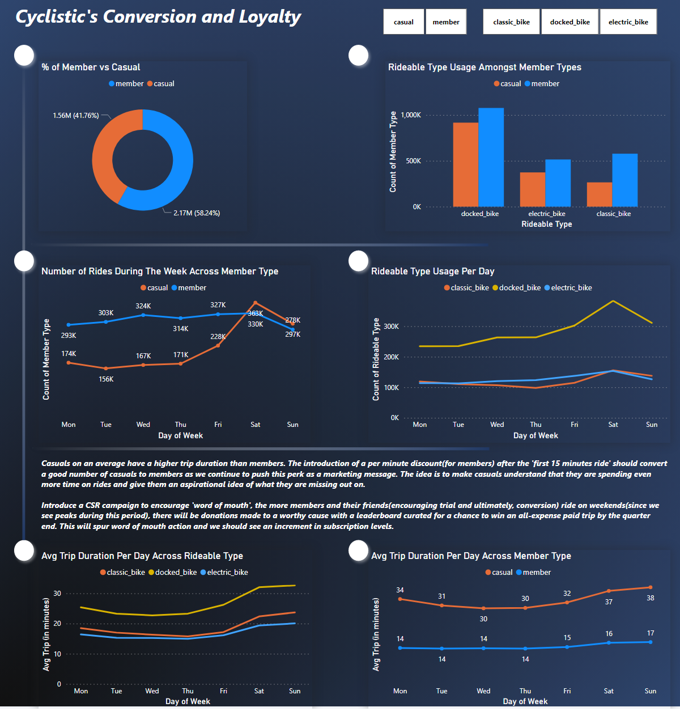 Cyclistic's Conversion and Loyalty
casual member classic_bike docked_bike electric_bike
% of Member vs Casual
member casual
1.56M (41.76%)
2.17M (58.24%)
Rideable Type Usage Amongst Member Types
casual member
Count of Member Type
1,000K
500K
0K
docked_bike electric_bike classic_bike
Rideable Type
Number of Rides During The Week Across Member Type
casual member
Count of Member Type
293K 303K 324K 314K 327K 330K 297K
174K 156K 167K 171K 228K 363K 278K
Mon Tue Wed Thu Fri Sat Sun
Day of Week
Rideable Type Usage Per Day
classic_bike docked_bike electric_bike
Count of Rideable Type
300K
200K
100K
0K
Mon Tue Wed Thu Fri Sat Sun
Day of Week
Casuals on an average have a higher trip duration than members. The introduction of a per minute discount(for members) after the 'first 15 minutes ride' should convert
a good number of casuals to members as we continue to push this perk as a marketing message. The idea is to make casuals understand that they are spending even
more time on rides and give them an aspirational idea of what they are missing out on.
Introduce a CSR campaign to encourage 'word of mouth', the more members and their friends(encouraging trial and ultimately, conversion) ride on weekends(since we
see peaks during this period), there will be donations made to a worthy cause with a leaderboard curated for a chance to win an all-expense paid trip by the quarter
end. This will spur word of mouth action and we should see an increment in subscription levels.
Avg Trip Duration Per Day Across Rideable Type
classic_bike docked_bike electric_bike
Avg Trip (in minutes)
30
20
10
0
Mon Tue Wed Thu Fri Sat Sun
Day of Week
Avg Trip Duration Per Day Across Member Type
casual member
Avg Trip (in minutes)
34 31 30 30 32 37 38
14 14 14 14 15 16 17
Mon Tue Wed Thu Fri Sat Sun
Day of Week